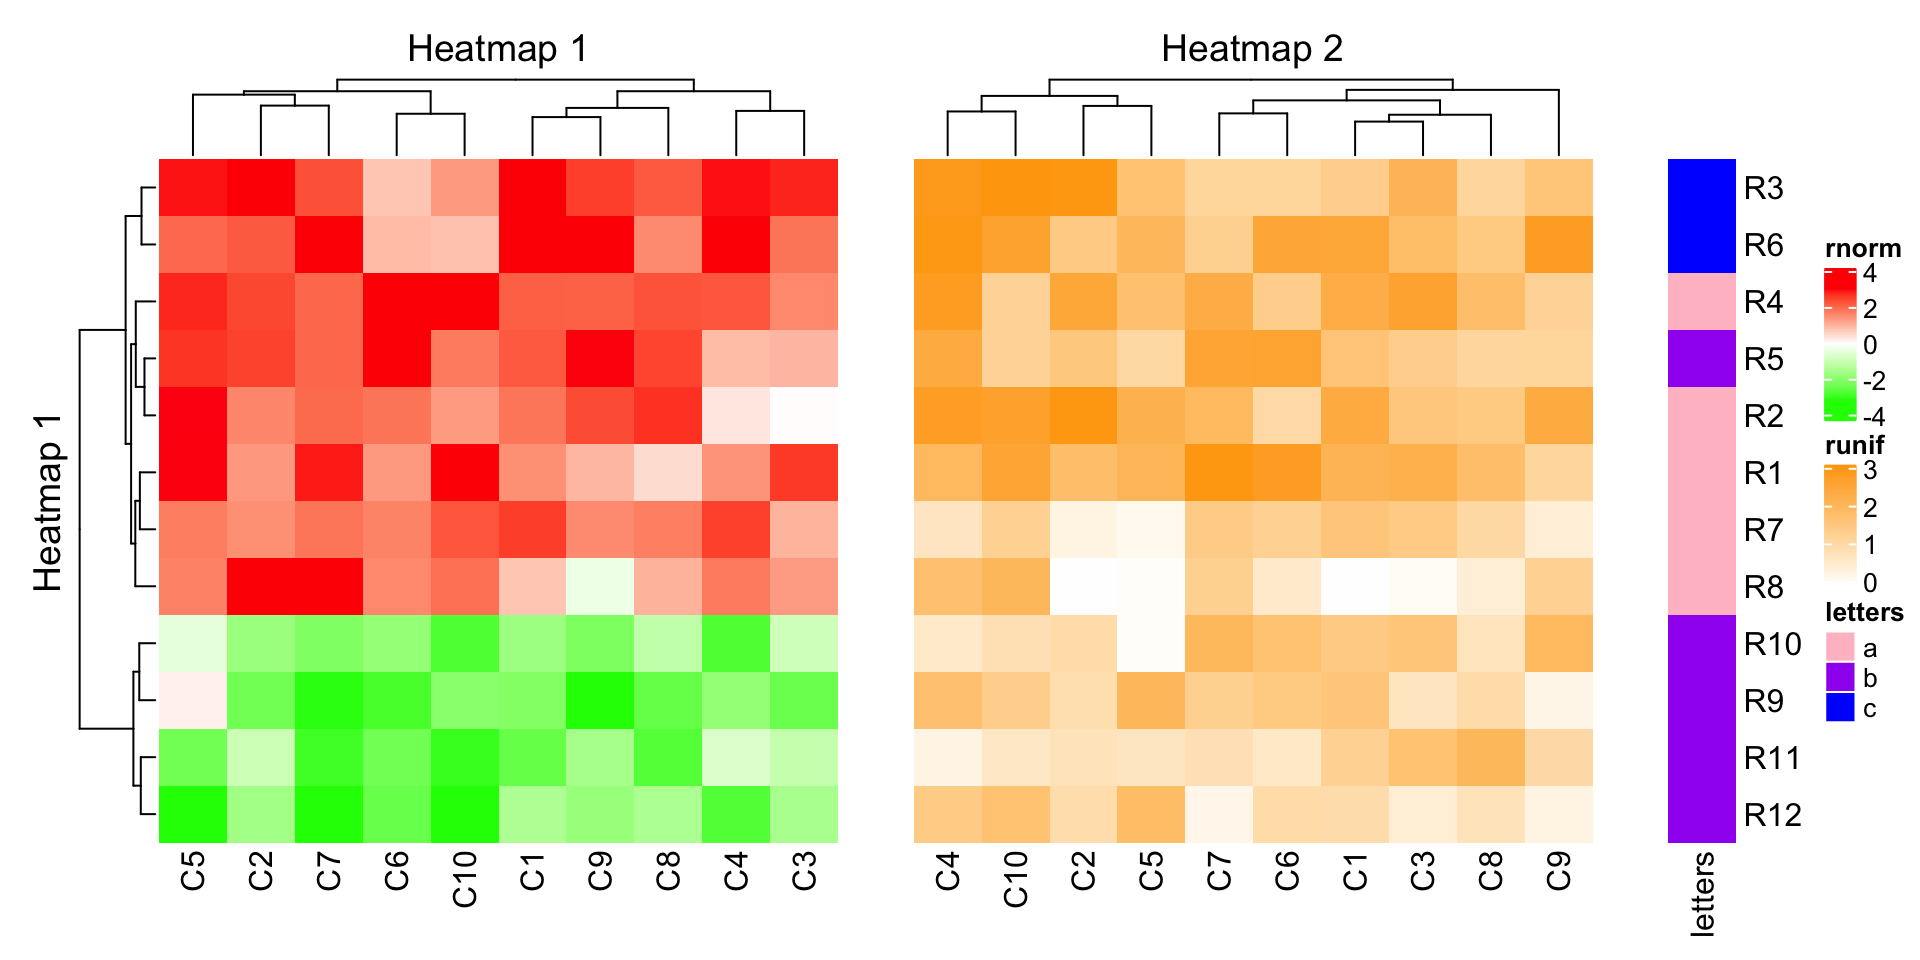 Heatmap 1
Heatmap 2
Heatmap 1
R3
R6
R4
R5
R2
R1
R7
R8
R10
R9
R11
R12
C5 C2 C7 C6 C10 C1 C9 C8 C4 C3
C4 C10 C2 C5 C7 C6 C1 C3 C8 C9
letters
rnorm
4
2
0
-2
-4
runif
3
2
1
0
letters
a
b
c